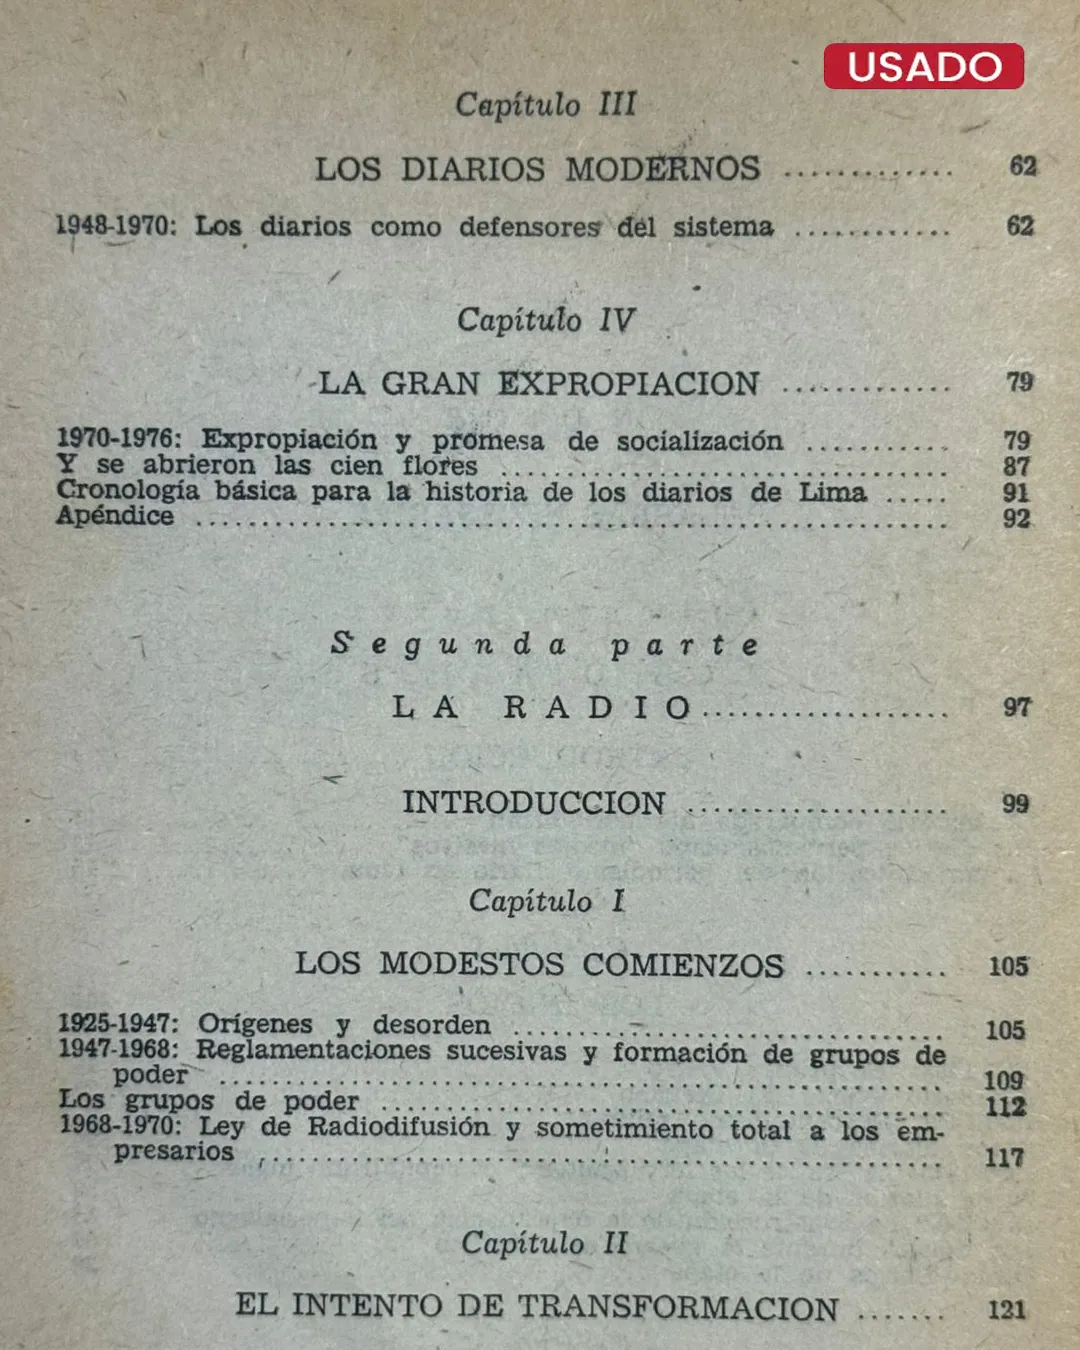 USADO
Capítulo III
LOS DIARIOS MODERNOS ............. 62
1948-1970: Los diarios como defensores del sistema ............ 62
Capítulo IV
LA GRAN EXPROPIACION ............. 79
1970-1976: Expropiación y promesa de socialización ........... 79
Y se abrieron las cien flores .................................. 87
Cronología básica para la historia de los diarios de Lima ..... 91
Apéndice ......................................................... 92
Segunda parte
LA RADIO................... 97
INTRODUCCION .................... 99
Capítulo I
LOS MODESTOS COMIENZOS ........... 105
1925-1947: Orígenes y desorden ................................. 105
1947-1968: Reglamentaciones sucesivas y formación de grupos de
poder ....................................................... 109
Los grupos de poder ........................................... 112
1968-1970: Ley de Radiodifusión y sometimiento total a los em-
presarios .................................................... 117
Capítulo II
EL INTENTO DE TRANSFORMACION ....... 121